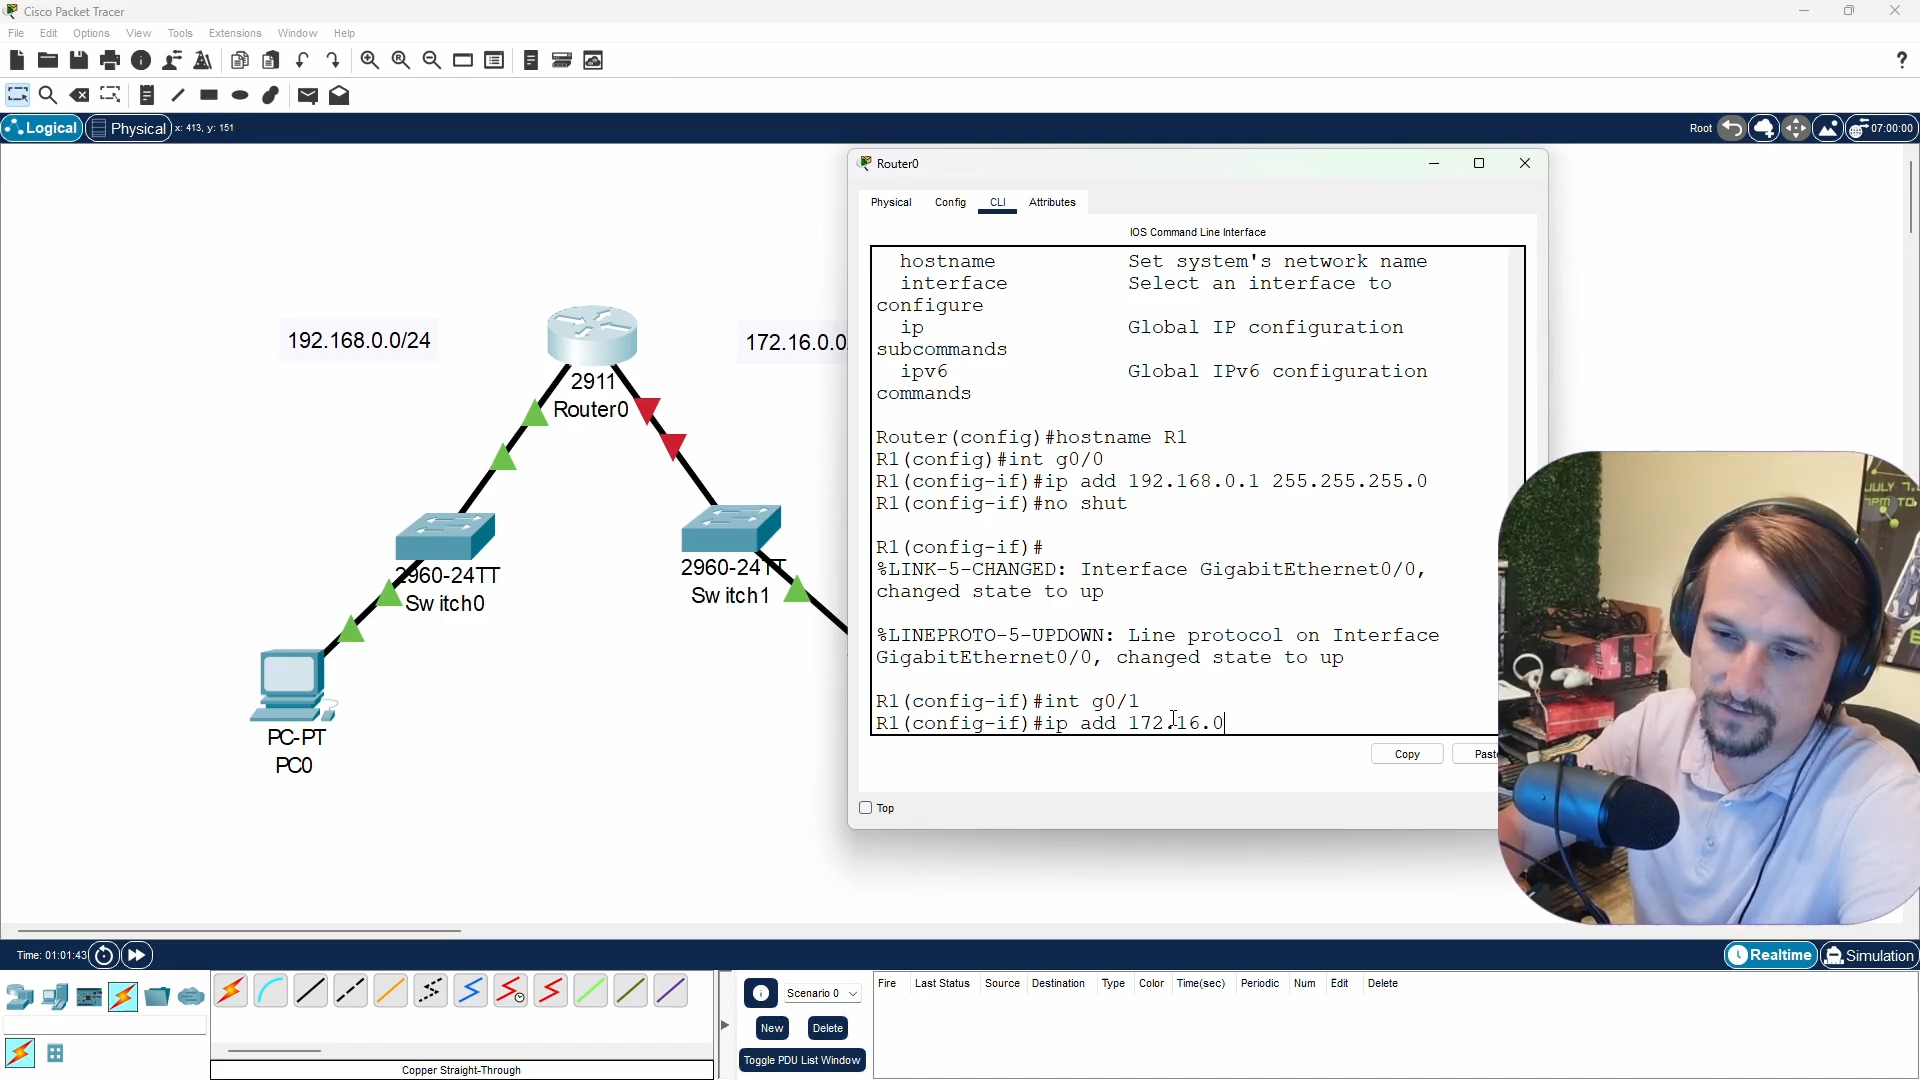 Cisco Packet Tracer
File Edit Options View Tools Extensions Window Help
Logical Physical x: 413, y: 151
Root 07:00:00
Router0
Physical Config CLI Attributes
IOS Command Line Interface
hostname Set system's network name
interface Select an interface to
configure
ip Global IP configuration
subcommands
ipv6 Global IPv6 configuration
commands
Router(config)#hostname R1
R1(config)#int g0/0
R1(config-if)#ip add 192.168.0.1 255.255.255.0
R1(config-if)#no shut
R1(config-if)#
%LINK-5-CHANGED: Interface GigabitEthernet0/0,
changed state to up
%LINEPROTO-5-UPDOWN: Line protocol on Interface
GigabitEthernet0/0, changed state to up
R1(config-if)#int g0/1
R1(config-if)#ip add 172.16.0
Copy Paste
Top
192.168.0.0/24
172.16.0.0
2911
Router0
2960-24TT
Switch0
2960-24TT
Switch1
PC-PT
PC0
JULY 7.
7PM TO
Time: 01:01:43
Realtime Simulation
Scenario 0
New Delete
Toggle PDU List Window
Fire Last Status Source Destination Type Color Time(sec) Periodic Num Edit Delete
Copper Straight-Through